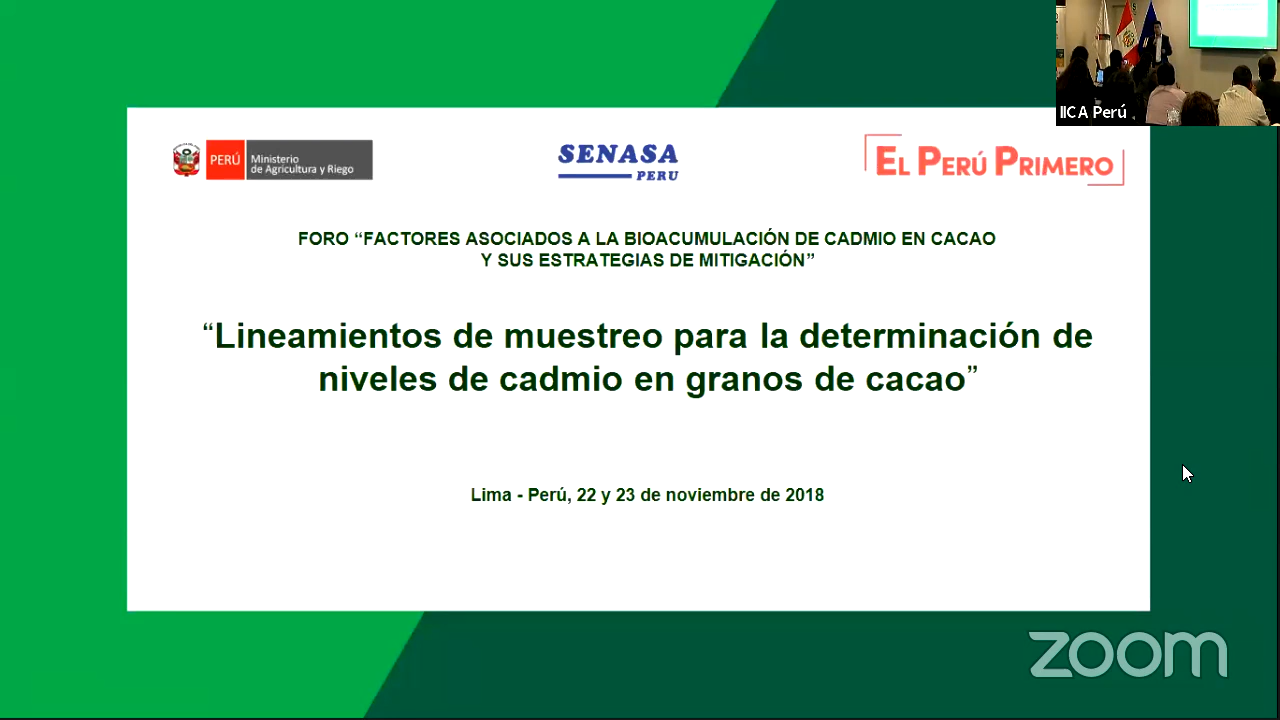 IICA Perú
PERÚ
Ministerio
de Agricultura y Riego
SENASA
PERU
EL PERÚ PRIMERO
FORO “FACTORES ASOCIADOS A LA BIOACUMULACIÓN DE CADMIO EN CACAO
Y SUS ESTRATEGIAS DE MITIGACIÓN”
“Lineamientos de muestreo para la determinación de
niveles de cadmio en granos de cacao”
Lima - Perú, 22 y 23 de noviembre de 2018
zoom